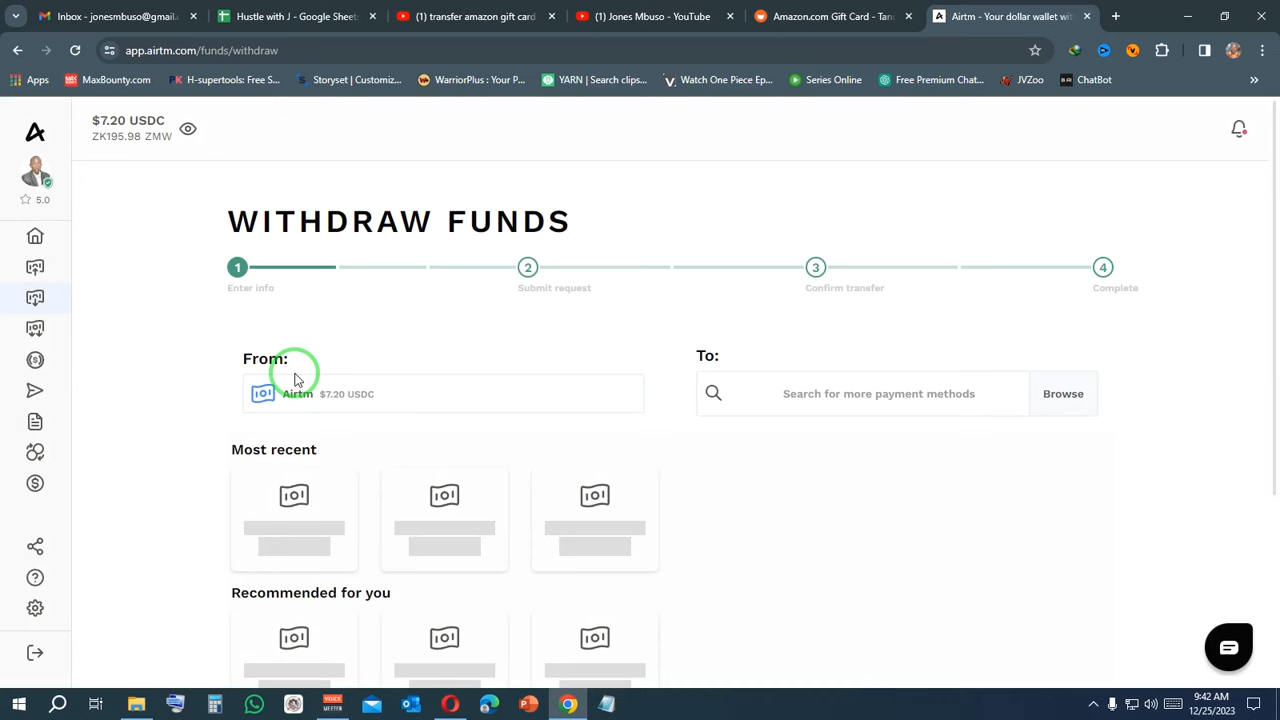 (1) inbox - jonesmbuso@gmail.
Hustle with J - Google Sheets
(1) transfer amazon gift card
(1) Jones Mbuso - YouTube
Amazon.com Gift Card - Tan
Airtm - Your dollar wallet with
app.airtm.com/funds/withdraw
Apps
MaxBounty.com
H-supertools: Free S...
Storyset | Customiz...
WarriorPlus : Your P...
YARN | Search clips...
Watch One Piece Ep...
Series Online
Free Premium Chat...
JVZoo
ChatBot
$7.20 USDC
ZK195.98 ZMW
5.0
WITHDRAW FUNDS
1
2
3
4
Enter info
Submit request
Confirm transfer
Complete
From:
To:
Airtm $7.20 USDC
Search for more payment methods
Browse
Most recent
Recommended for you
9:42 AM
12/25/2023